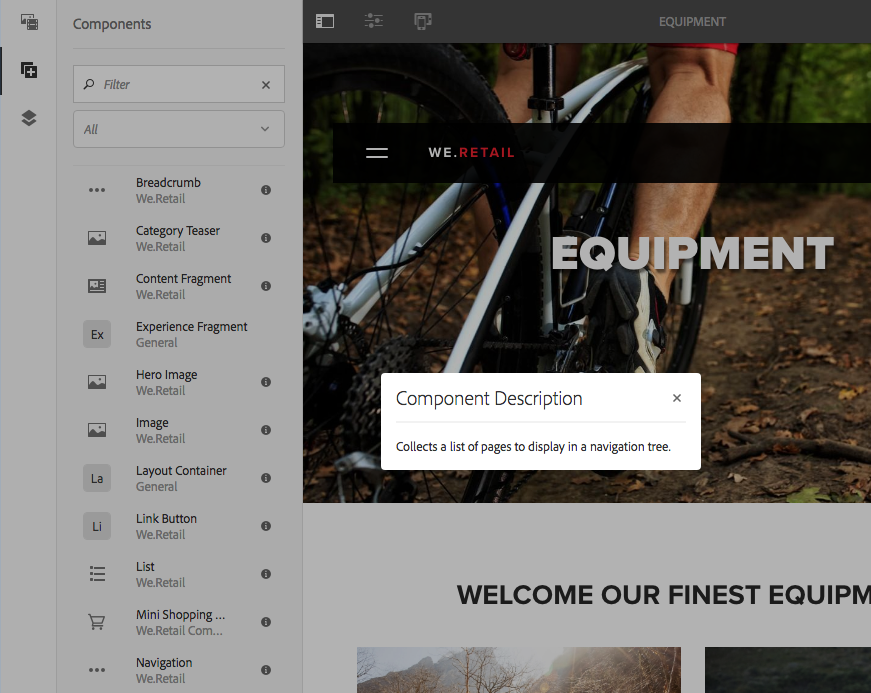 Components
Filter
All
Breadcrumb
We.Retail
Category Teaser
We.Retail
Content Fragment
We.Retail
Ex
Experience Fragment
General
Hero Image
We.Retail
Image
We.Retail
La
Layout Container
General
Li
Link Button
We.Retail
List
We.Retail
Mini Shopping ...
We.Retail Com...
Navigation
We.Retail
EQUIPMENT
WE.RETAIL
EQUIPMENT
Component Description
Collects a list of pages to display in a navigation tree.
WELCOME OUR FINEST EQUIPM